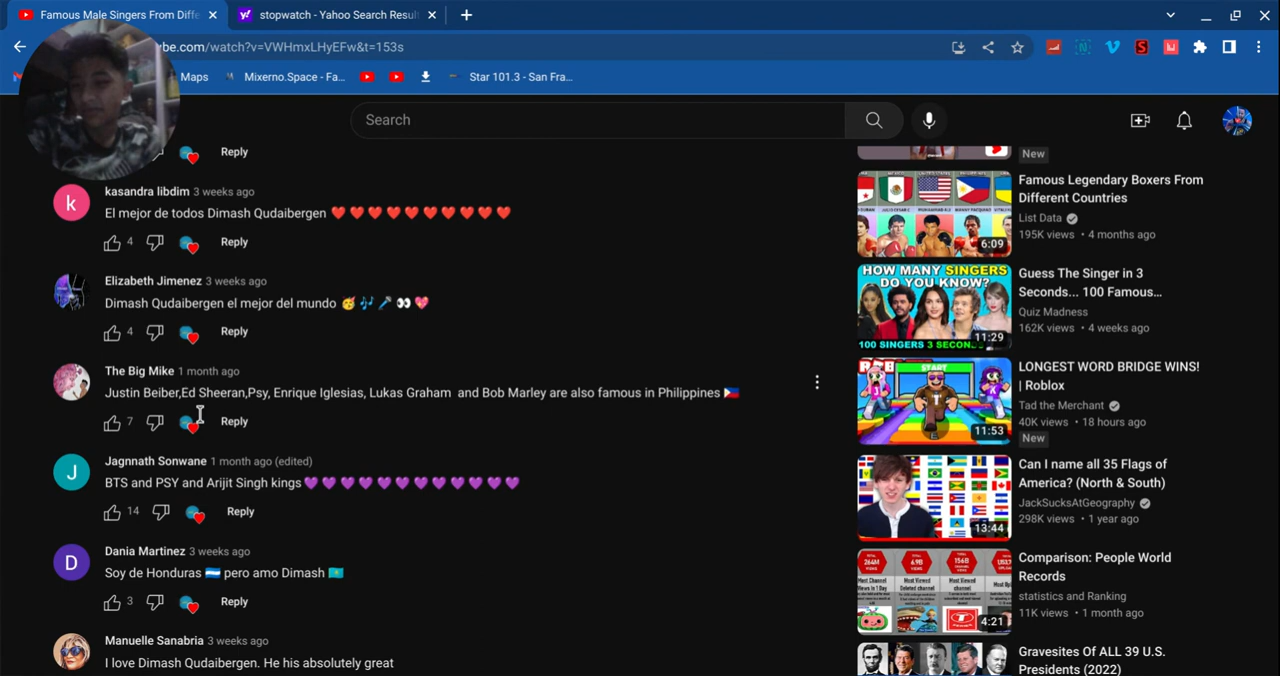 Famous Male Singers From Diffe
stopwatch - Yahoo Search Result
be.com/watch?v=VWHmxLHyEFw&t=153s
Maps
Mixerno.Space - Fa...
Star 101.3 - San Fra...
Search
Reply
kasandra libdim 3 weeks ago
El mejor de todos Dimash Qudaibergen ❤️❤️❤️❤️❤️❤️❤️❤️❤️❤️
4 Reply
Elizabeth Jimenez 3 weeks ago
Dimash Qudaibergen el mejor del mundo 🥳 🎶 🎤 👀 💖
4 Reply
The Big Mike 1 month ago
Justin Beiber,Ed Sheeran,Psy, Enrique Iglesias, Lukas Graham and Bob Marley are also famous in Philippines 🇵🇭
7 Reply
Jagnnath Sonwane 1 month ago (edited)
BTS and PSY and Arijit Singh kings💜💜💜💜💜💜💜💜💜💜💜💜
14 Reply
Dania Martinez 3 weeks ago
Soy de Honduras 🇭🇳 pero amo Dimash 🇰🇿
3 Reply
Manuelle Sanabria 3 weeks ago
I love Dimash Qudaibergen. He his absolutely great
New
Famous Legendary Boxers From
Different Countries
List Data
195K views • 4 months ago
6:09
HOW MANY SINGERS
DO YOU KNOW?
100 SINGERS 3 SECON
11:29
Guess The Singer in 3
Seconds... 100 Famous...
Quiz Madness
162K views • 4 weeks ago
START
11:53
LONGEST WORD BRIDGE WINS!
| Roblox
Tad the Merchant
40K views • 18 hours ago
New
13:44
Can I name all 35 Flags of
America? (North & South)
JackSucksAtGeography
298K views • 1 year ago
4:21
Comparison: People World
Records
statistics and Ranking
11K views • 1 month ago
Gravesites Of ALL 39 U.S.
Presidents (2022)